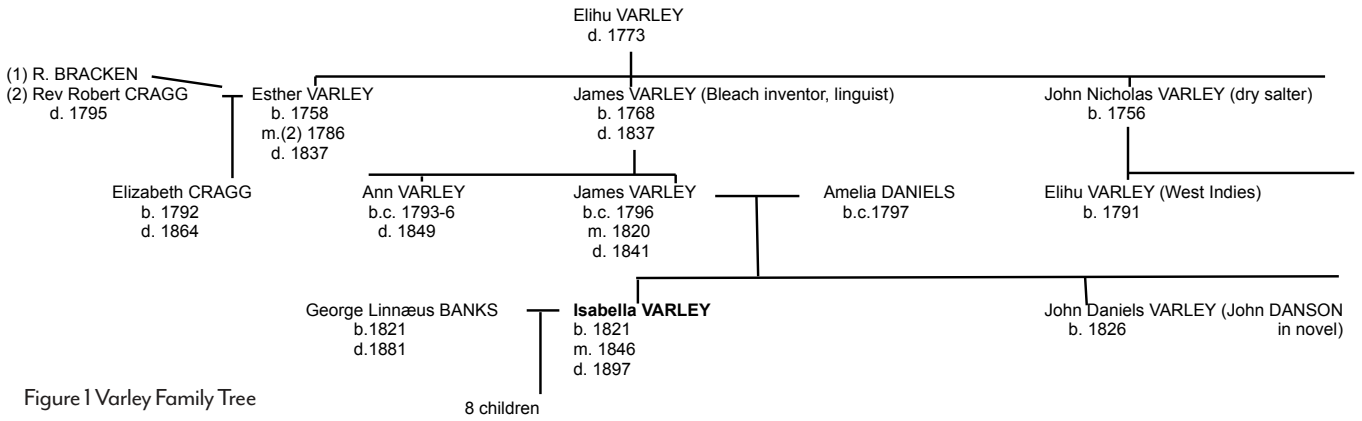 Elihu VARLEY
d. 1773
(1) R. BRACKEN
(2) Rev Robert CRAGG
d. 1795
Esther VARLEY
b. 1758
m.(2) 1786
d. 1837
James VARLEY (Bleach inventor, linguist)
b. 1768
d. 1837
John Nicholas VARLEY (dry salter)
b. 1756
Elizabeth CRAGG
b. 1792
d. 1864
Ann VARLEY
b.c. 1793-6
d. 1849
James VARLEY
b.c. 1796
m. 1820
d. 1841
Amelia DANIELS
b.c.1797
Elihu VARLEY (West Indies)
b. 1791
George Linnæus BANKS
b.1821
d.1881
Isabella VARLEY
b. 1821
m. 1846
d. 1897
John Daniels VARLEY (John DANSON
b. 1826 in novel)
8 children
Figure 1 Varley Family Tree